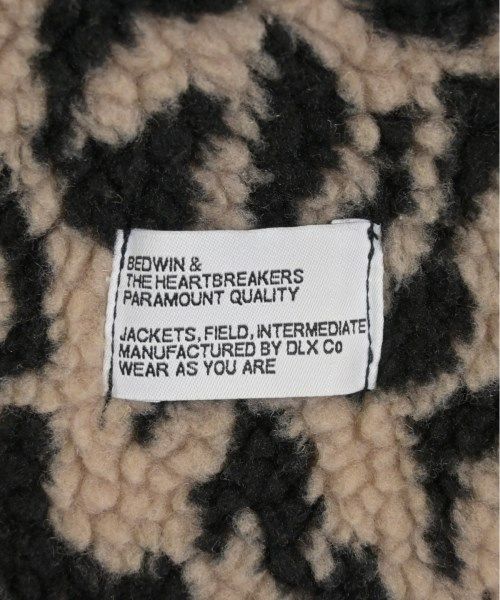 BEDWIN &
THE HEARTBREAKERS
PARAMOUNT QUALITY
JACKETS, FIELD, INTERMEDIATE
MANUFACTURED BY DLX Co
WEAR AS YOU ARE